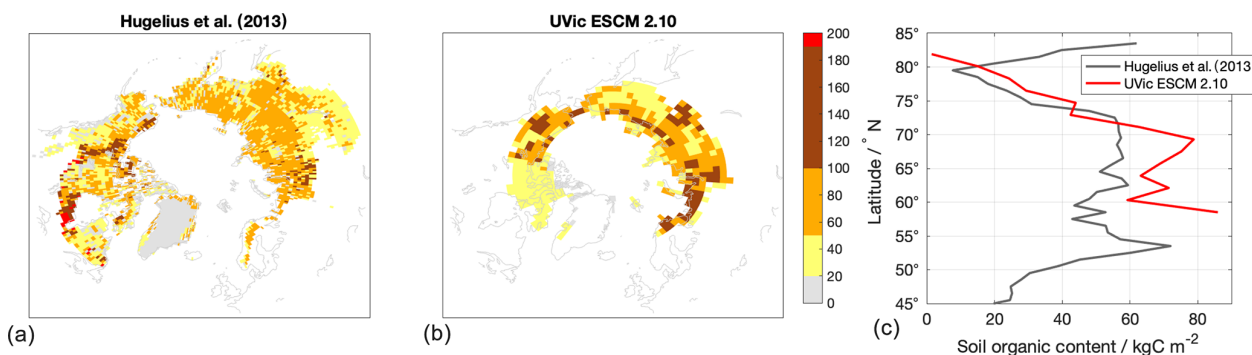 Hugelius et al. (2013)
(a)
UVic ESCM 2.10
(b)
200
180
160
140
120
100
80
60
40
20
0
85°
80°
75°
70°
65°
60°
55°
50°
45°
Latitude / ° N
Hugelius et al. (2013
UVic ESCM 2.10
0 20 40 60 80
Soil organic content / kgC m⁻²
(c)